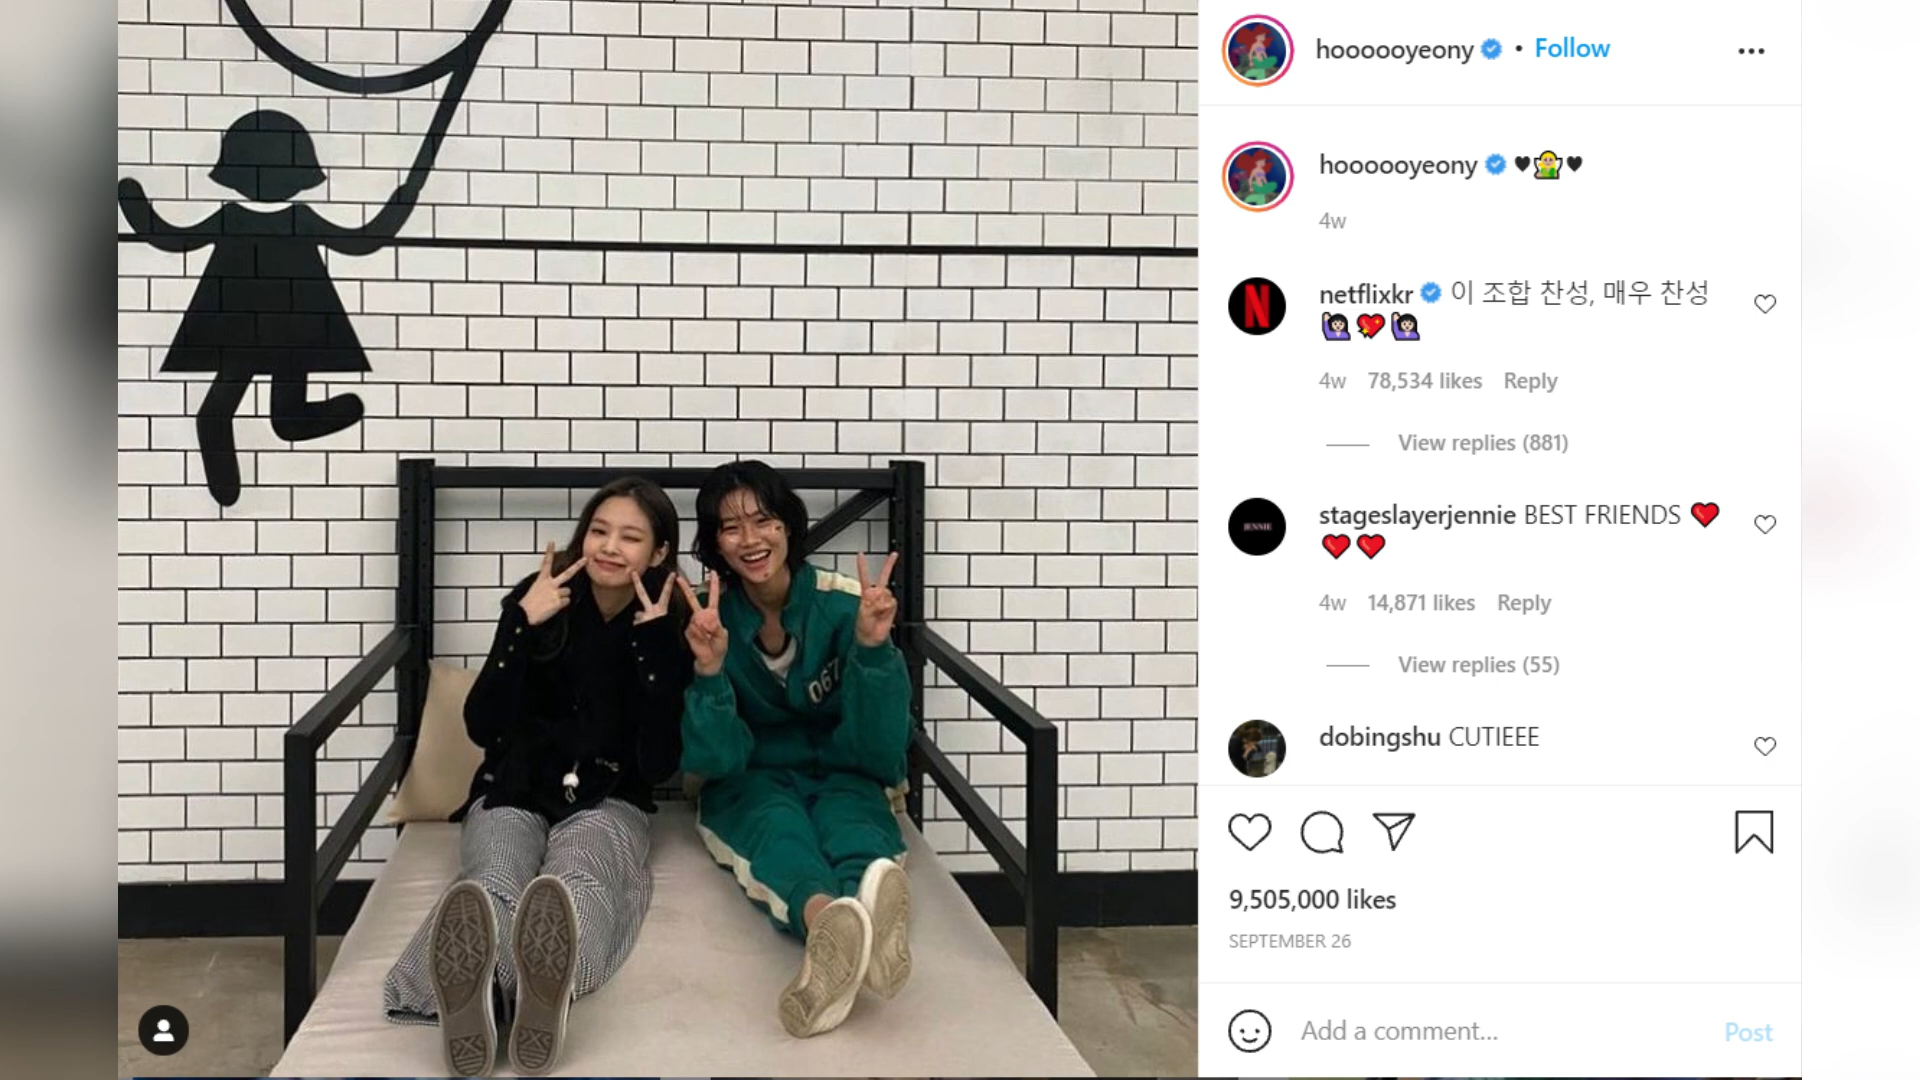 hoooooyeony • Follow
hoooooyeony ♥🧝♥
4w
netflixkr 이 조합 찬성, 매우 찬성
🙋🏻‍♀️💖🙋🏻‍♀️
4w 78,534 likes Reply
View replies (881)
JENNIE
stageslayerjennie BEST FRIENDS ❤️
❤️❤️
4w 14,871 likes Reply
View replies (55)
067
dobingshu CUTIEEE
9,505,000 likes
SEPTEMBER 26
Add a comment... Post